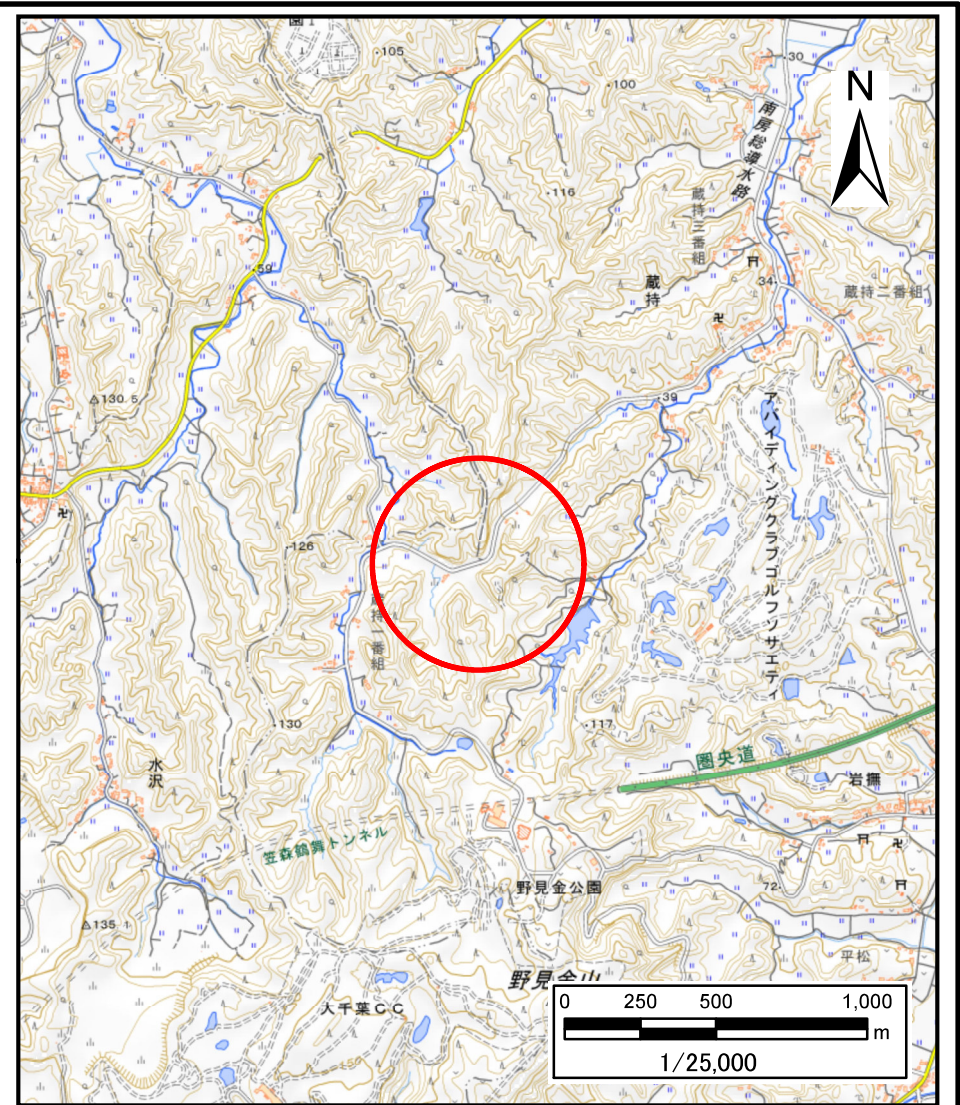 園1
105
30
100
N
南房総導水路
116
蔵持三番組
蔵持
59
34
蔵持二番組
130.5
39
アバイディングクラブゴルフソサエティ
126
蔵持一番組
130
117
圏央道
水沢
岩撫
笠森鶴舞トンネル
野見金公園
72
135.1
平松
野見金山
大千葉CC
0 250 500 1,000
m
1/25,000